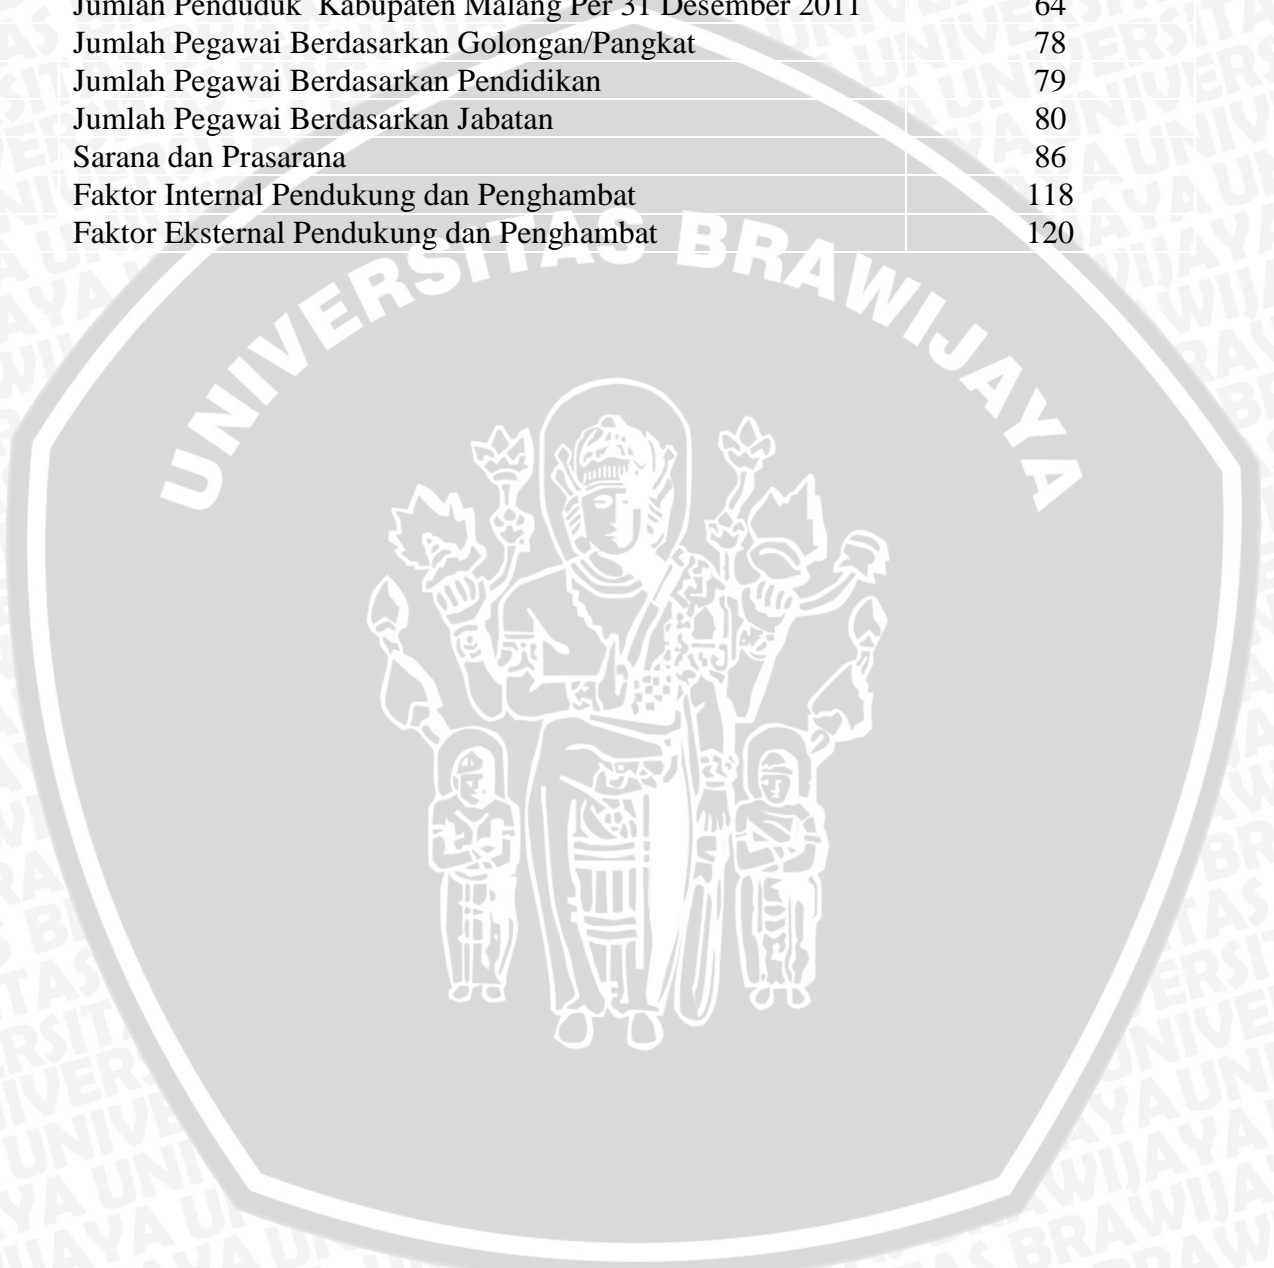 Jumlah Penduduk Kabupaten Malang Per 31 Desember 2011 64
Jumlah Pegawai Berdasarkan Golongan/Pangkat 78
Jumlah Pegawai Berdasarkan Pendidikan 79
Jumlah Pegawai Berdasarkan Jabatan 80
Sarana dan Prasarana 86
Faktor Internal Pendukung dan Penghambat 118
Faktor Eksternal Pendukung dan Penghambat 120
UNIVERSITAS BRAWIJAYA